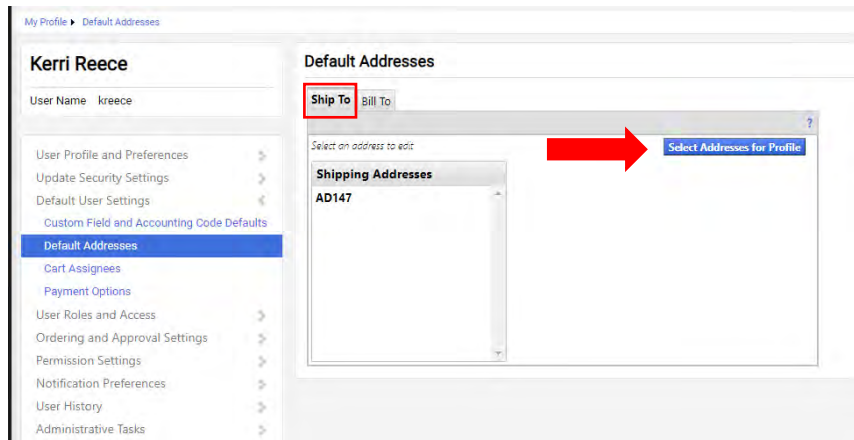 My Profile ▸ Default Addresses
Kerri Reece
User Name kreece
User Profile and Preferences
Update Security Settings
Default User Settings
Custom Field and Accounting Code Defaults
Default Addresses
Cart Assignees
Payment Options
User Roles and Access
Ordering and Approval Settings
Permission Settings
Notification Preferences
User History
Administrative Tasks
Default Addresses
Ship To Bill To
?
Select an address to edit
Select Addresses for Profile
Shipping Addresses
AD147